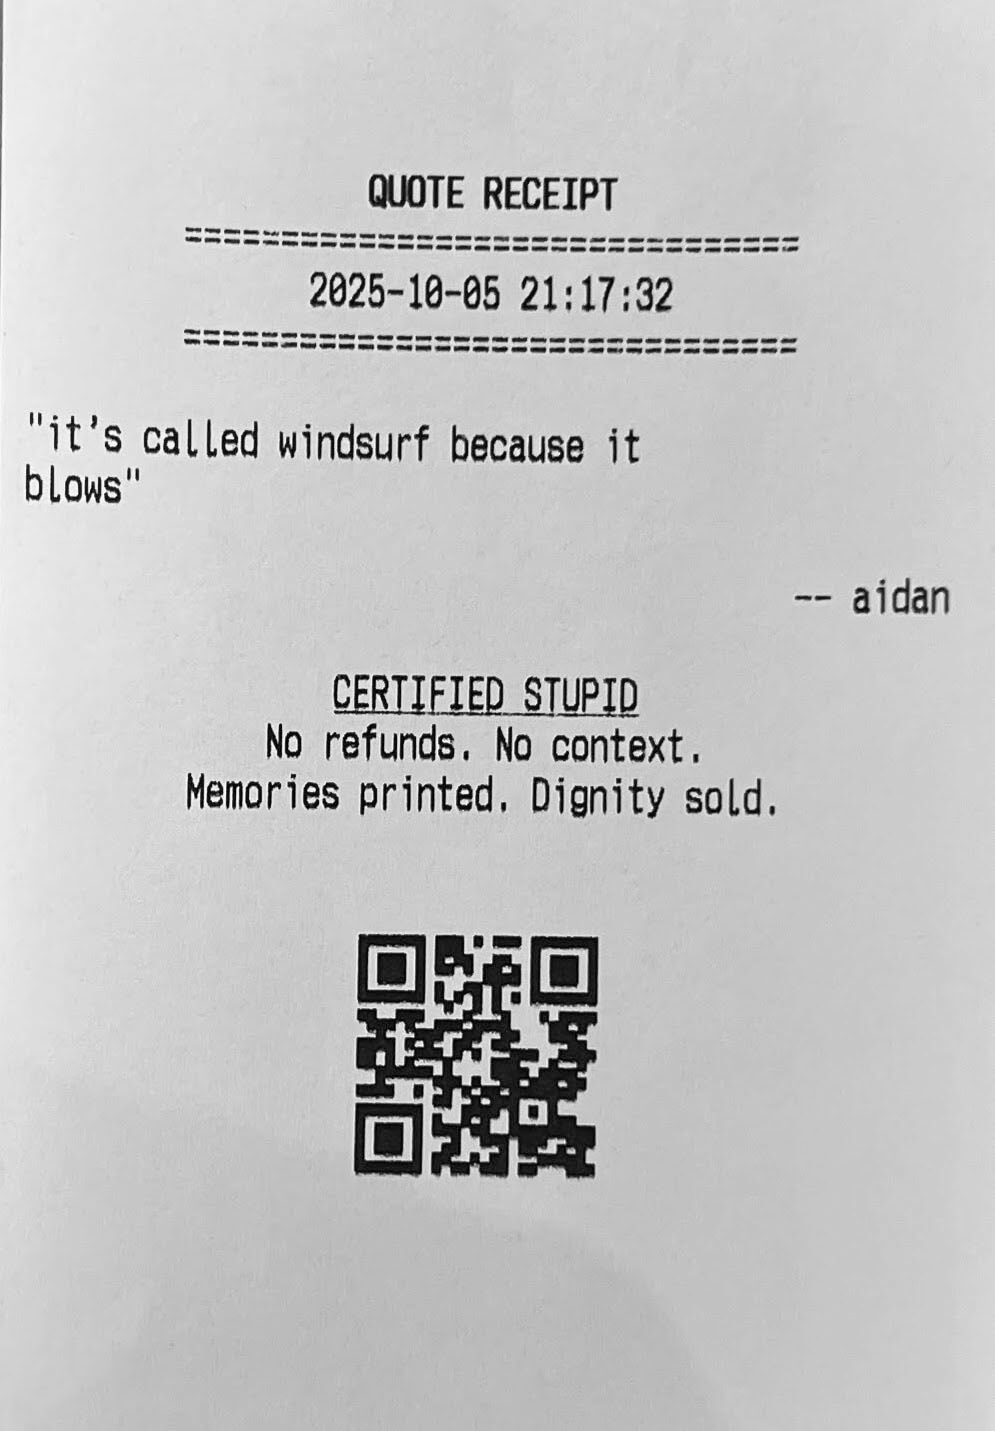 QUOTE RECEIPT
================================
2025-10-05 21:17:32
================================
"it's called windsurf because it
blows"
-- aidan
CERTIFIED STUPID
No refunds. No context.
Memories printed. Dignity sold.